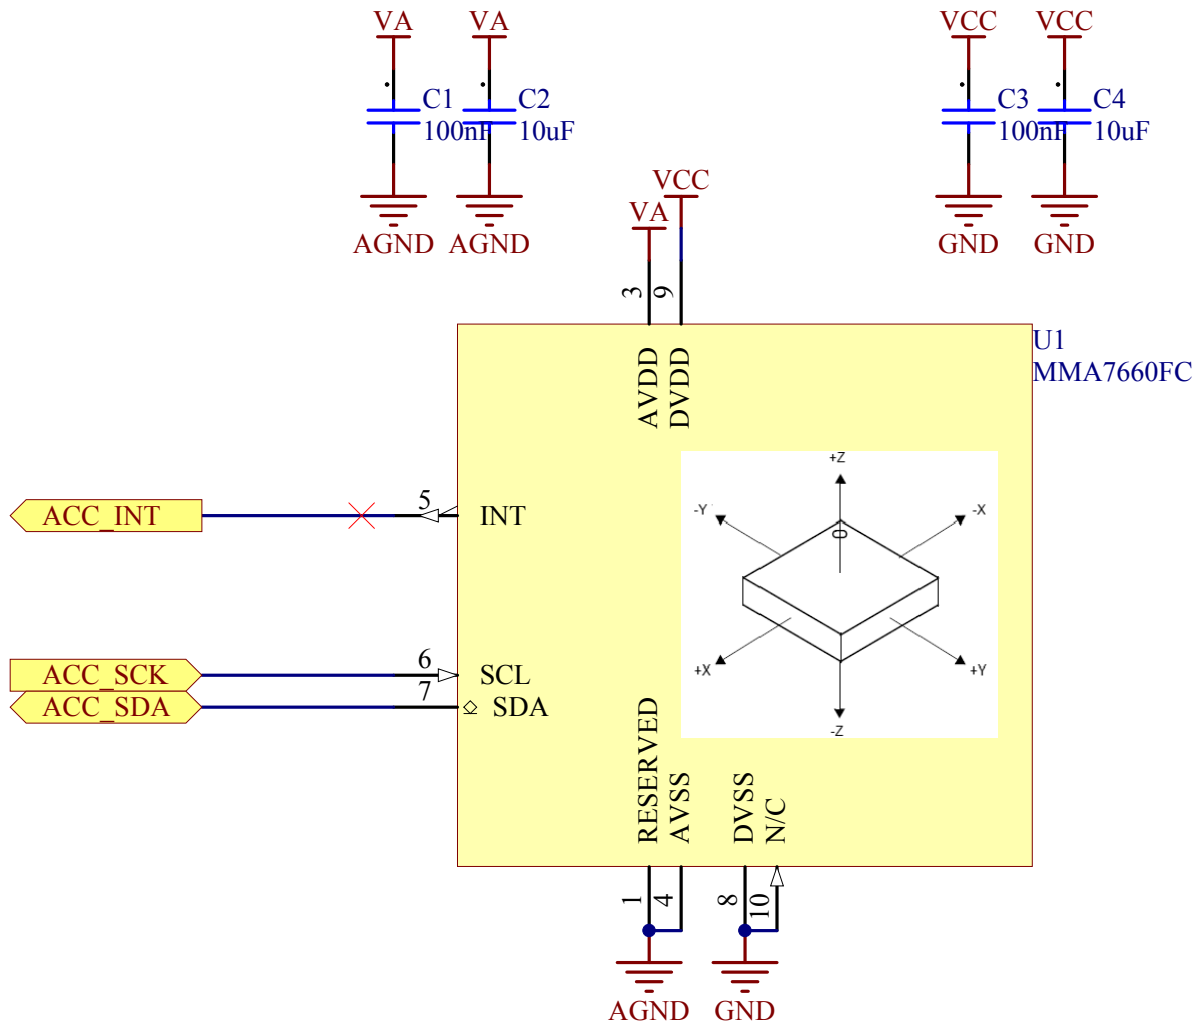 VA
VA
VCC
VCC
C1
100nF
C2
10uF
C3
100nF
C4
10uF
AGND
AGND
GND
GND
VCC
VA
3
9
U1
MMA7660FC
AVDD
DVDD
+Z
-Y
-X
+X
+Y
-Z
ACC_INT
5
INT
ACC_SCK
6
SCL
ACC_SDA
7
SDA
RESERVED
AVSS
DVSS
N/C
1
4
8
10
AGND
GND